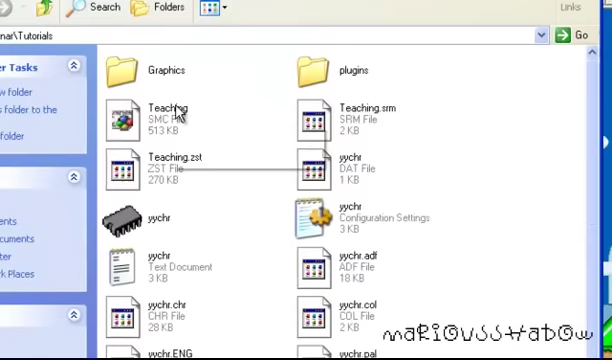 Search
Folders
Links
nar\Tutorials
Go
er Tasks
w folder
s folder to the
older
ents
ocuments
ter
rk Places
Graphics
plugins
Teaching
SMC File
513 KB
Teaching.srm
SRM File
2 KB
Teaching.zst
ZST File
270 KB
yychr
DAT File
1 KB
yychr
yychr
Configuration Settings
3 KB
yychr
Text Document
3 KB
yychr.adf
ADF File
18 KB
yychr.chr
CHR File
28 KB
yychr.col
COL File
2 KB
yychr.ENG
yychr.pal
MaRioussHadow